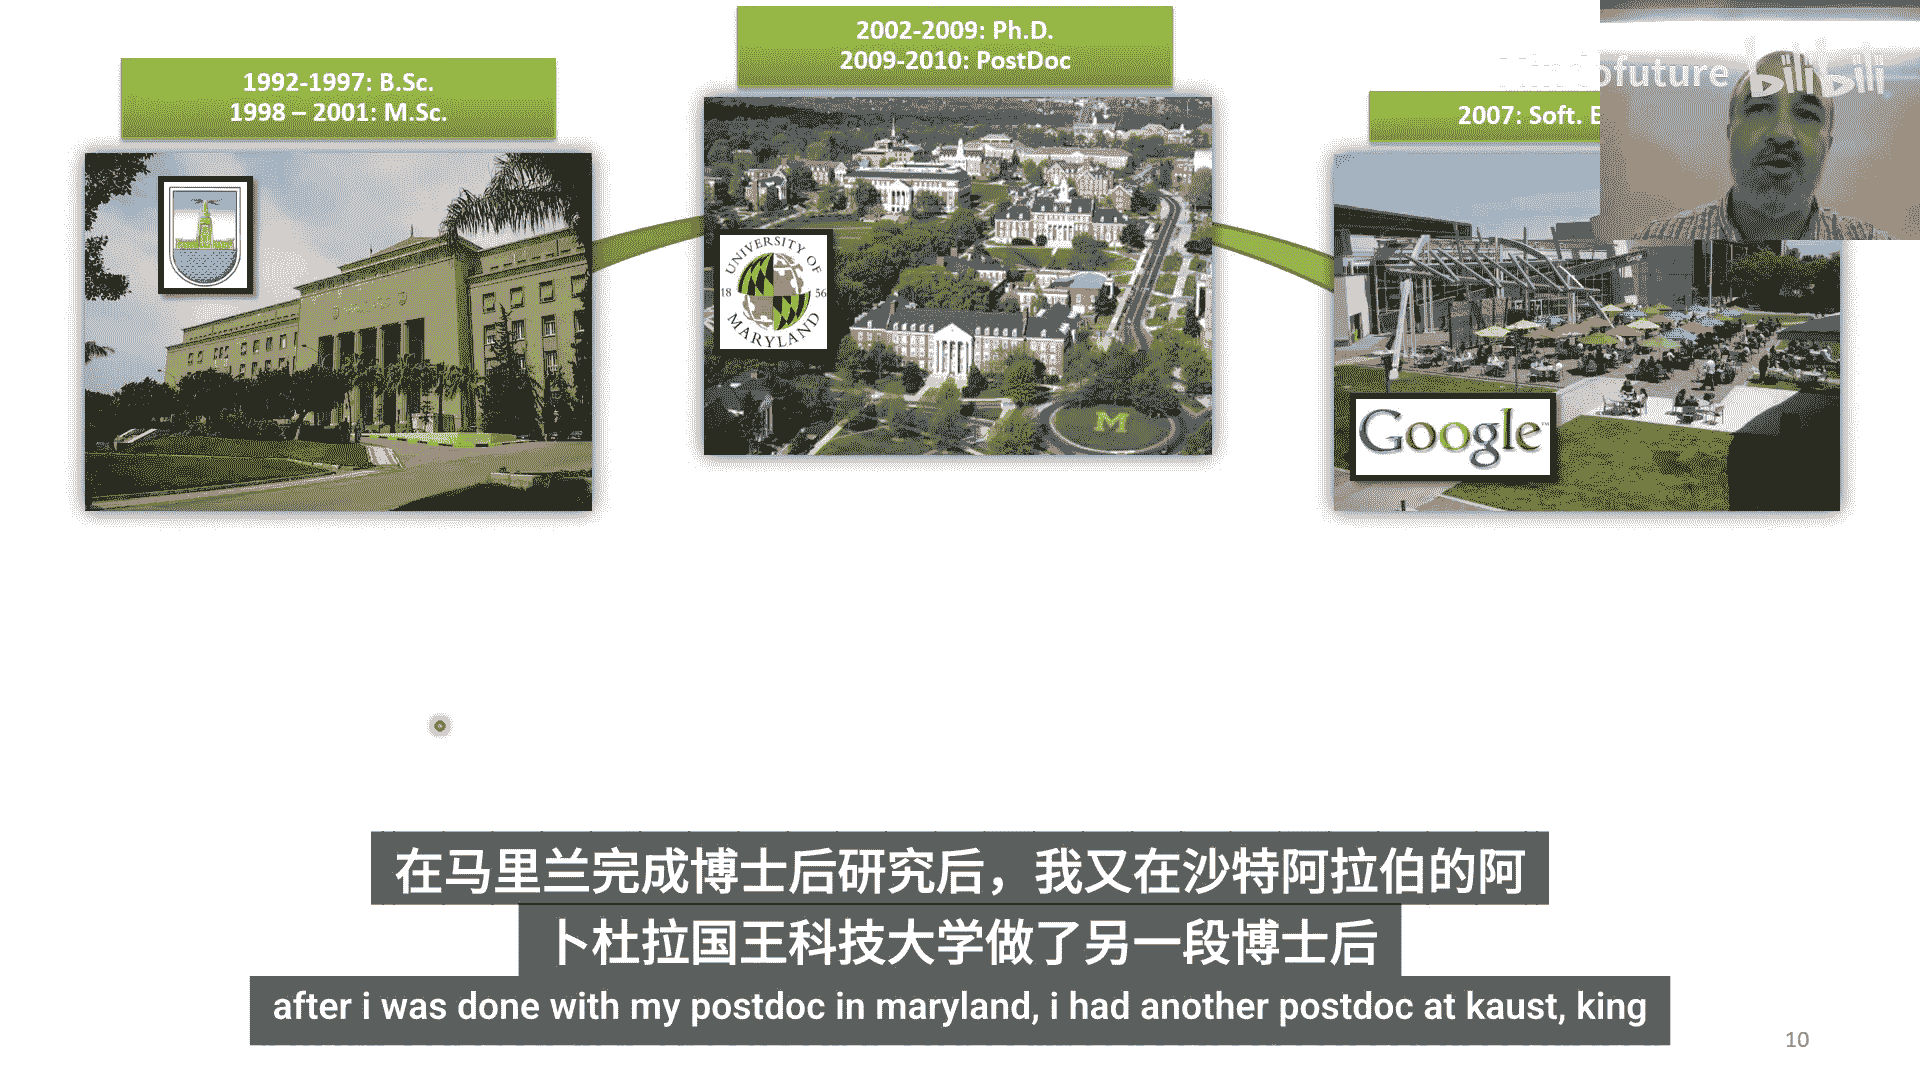 1992-1997: B.Sc.
1998 – 2001: M.Sc.
2002-2009: Ph.D.
2009-2010: PostDoc
2007: Soft.
ofuture
bilibili
UNIVERSITY OF
18 56
MARYLAND
M
Google
在马里兰完成博士后研究后，我又在沙特阿拉伯的阿
卜杜拉国王科技大学做了另一段博士后
after i was done with my postdoc in maryland, i had another postdoc at kaust, king
10